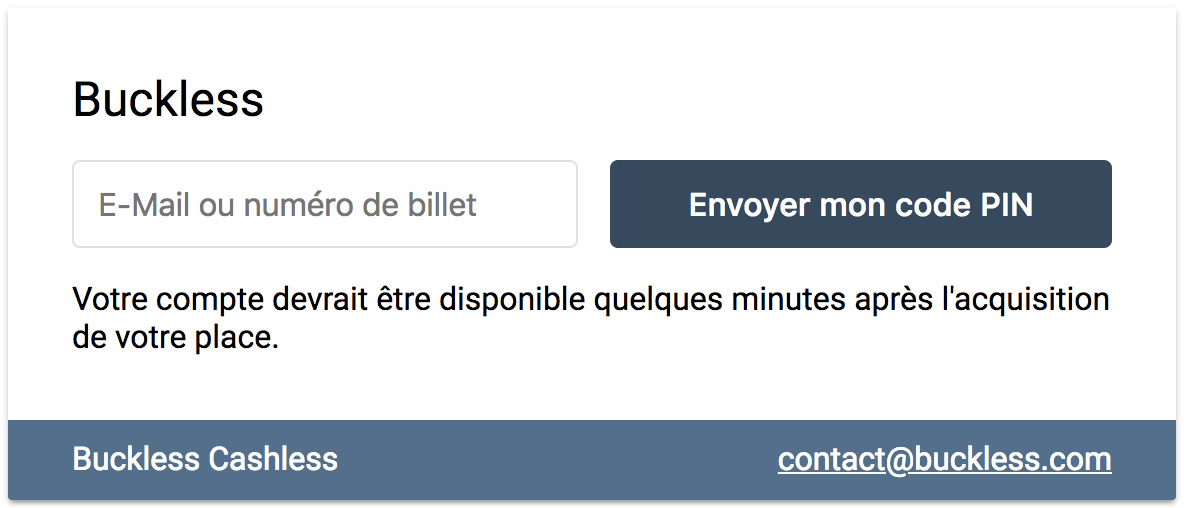 Buckless
E-Mail ou numéro de billet
Envoyer mon code PIN
Votre compte devrait être disponible quelques minutes après l'acquisition
de votre place.
Buckless Cashless
contact@buckless.com